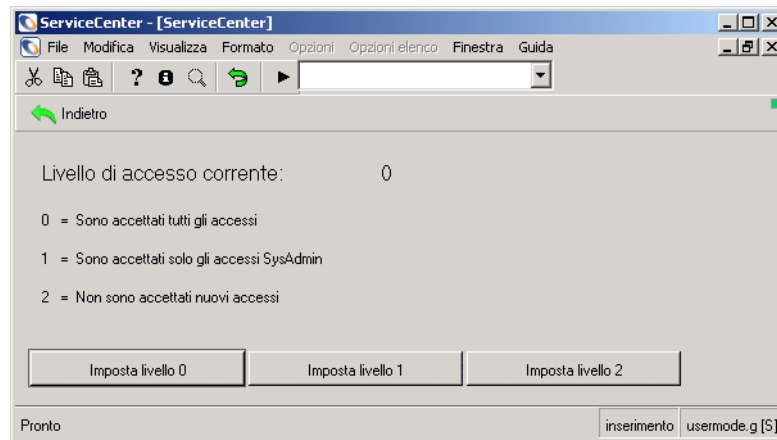 ServiceCenter - [ServiceCenter]
File Modifica Visualizza Formato Opzioni Opzioni elenco Finestra Guida
Indietro
Livello di accesso corrente: 0
0 = Sono accettati tutti gli accessi
1 = Sono accettati solo gli accessi SysAdmin
2 = Non sono accettati nuovi accessi
Imposta livello 0 Imposta livello 1 Imposta livello 2
Pronto inserimento usermode.g [S]